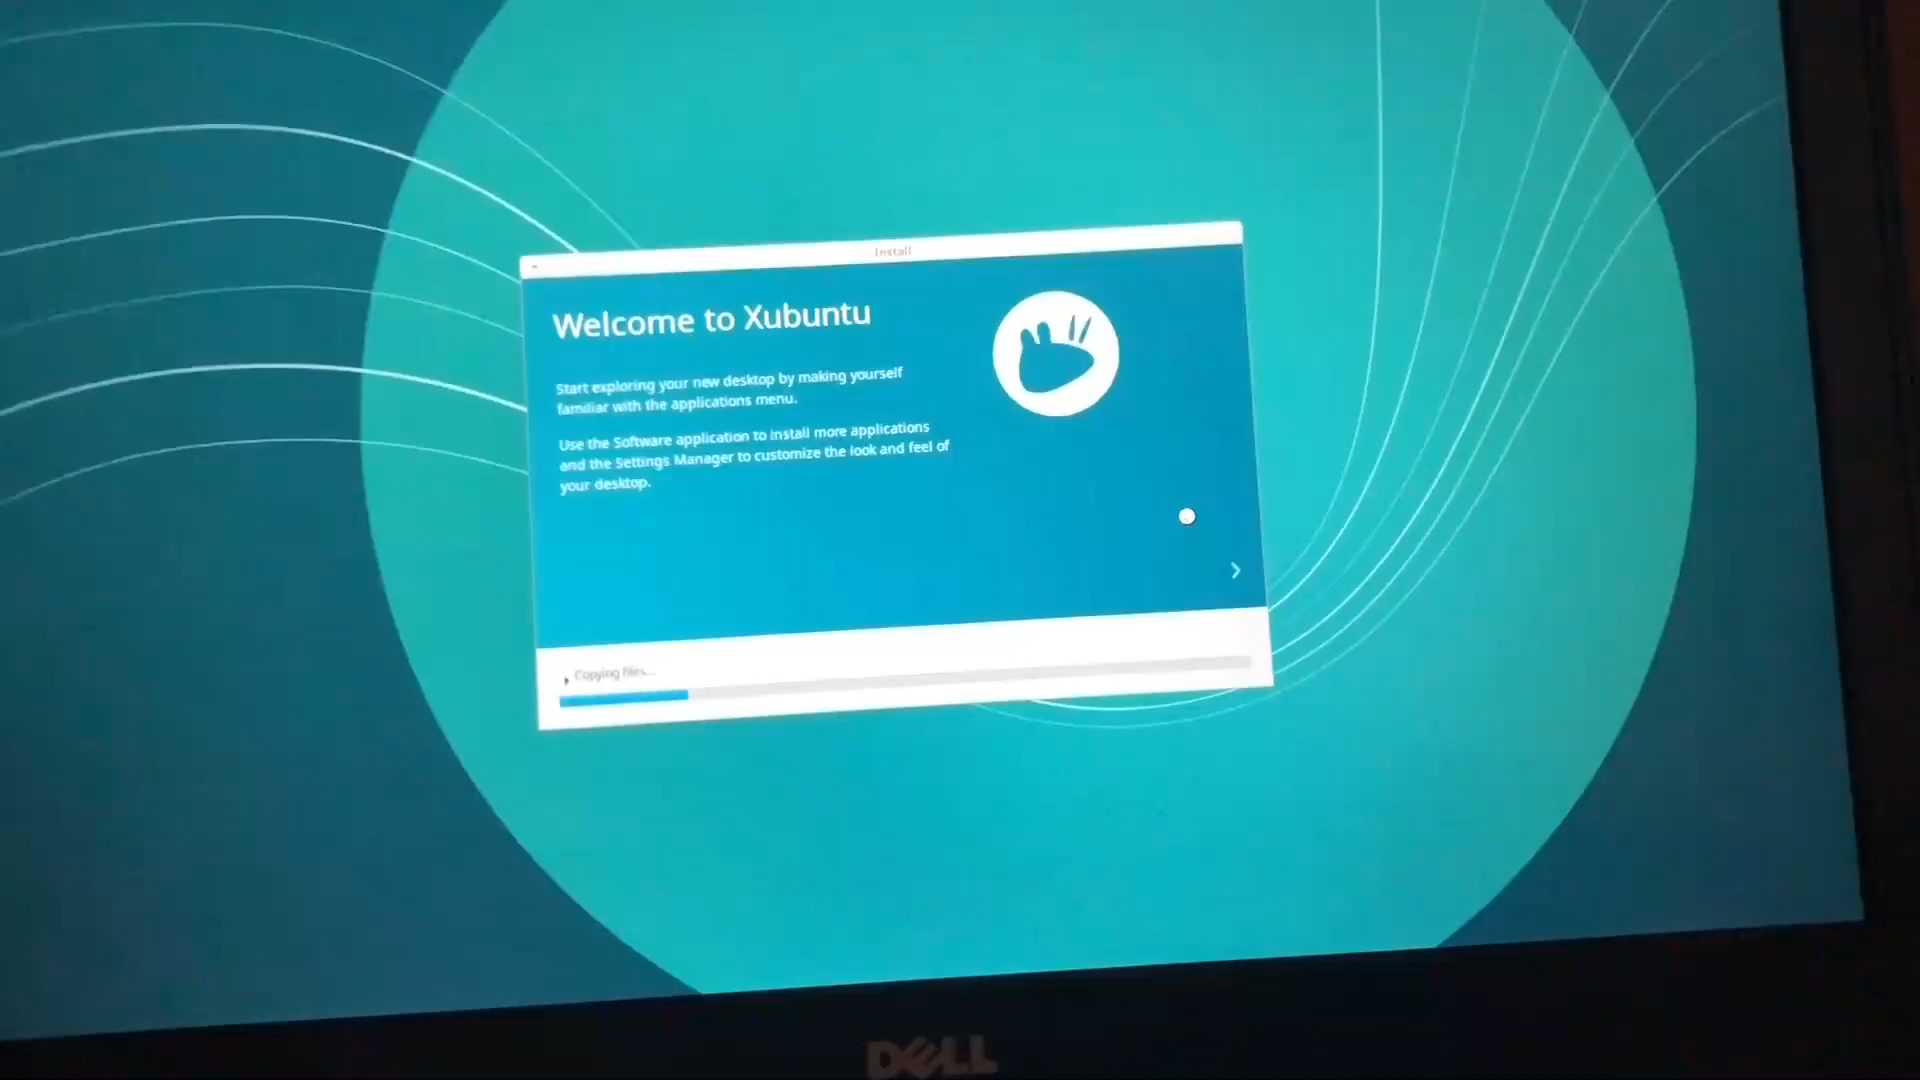 Install
Welcome to Xubuntu
Start exploring your new desktop by making yourself
familiar with the applications menu.
Use the Software application to install more applications
and the Settings Manager to customize the look and feel of
your desktop.
Copying files...
DELL